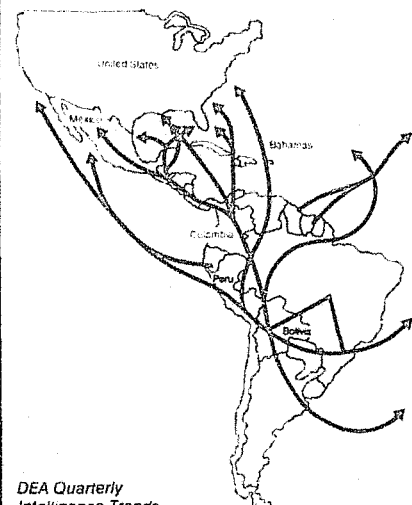 United States
Mexico
Bahamas
Colombia
Peru
Bolivia
DEA Quarterly
Intelligence Trends